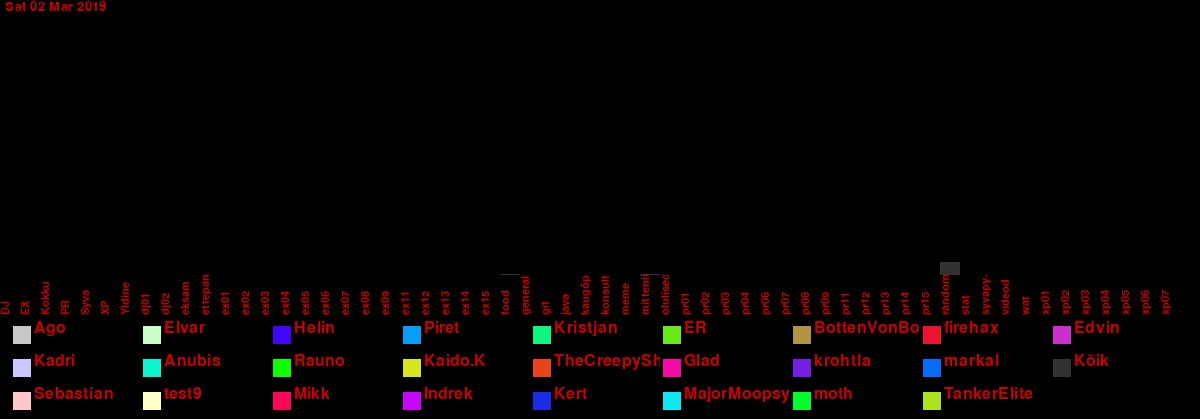 Sat 02 Mar 2019
DJ EX Kokku PR Syva XP Yldine dj01 dj02 eksam ettepan ex01 ex02 ex03 ex04 ex05 ex06 ex07 ex08 ex09 ex11 ex12 ex13 ex14 ex15 food general git java kaugõp konsult meme mitteni olulised pr01 pr02 pr03 pr04 pr06 pr07 pr08 pr09 pr11 pr12 pr13 pr14 pr15 random stat syvapy- videod wat xp01 xp02 xp03 xp04 xp05 xp06 xp07
Ago Elvar Helin Piret Kristjan ER BottenVonBo firehax Edvin
Kadri Anubis Rauno Kaido.K TheCreepySh Glad krohtla markal Kõik
Sebastian test9 Mikk Indrek Kert MajorMoopsy moth TankerElite